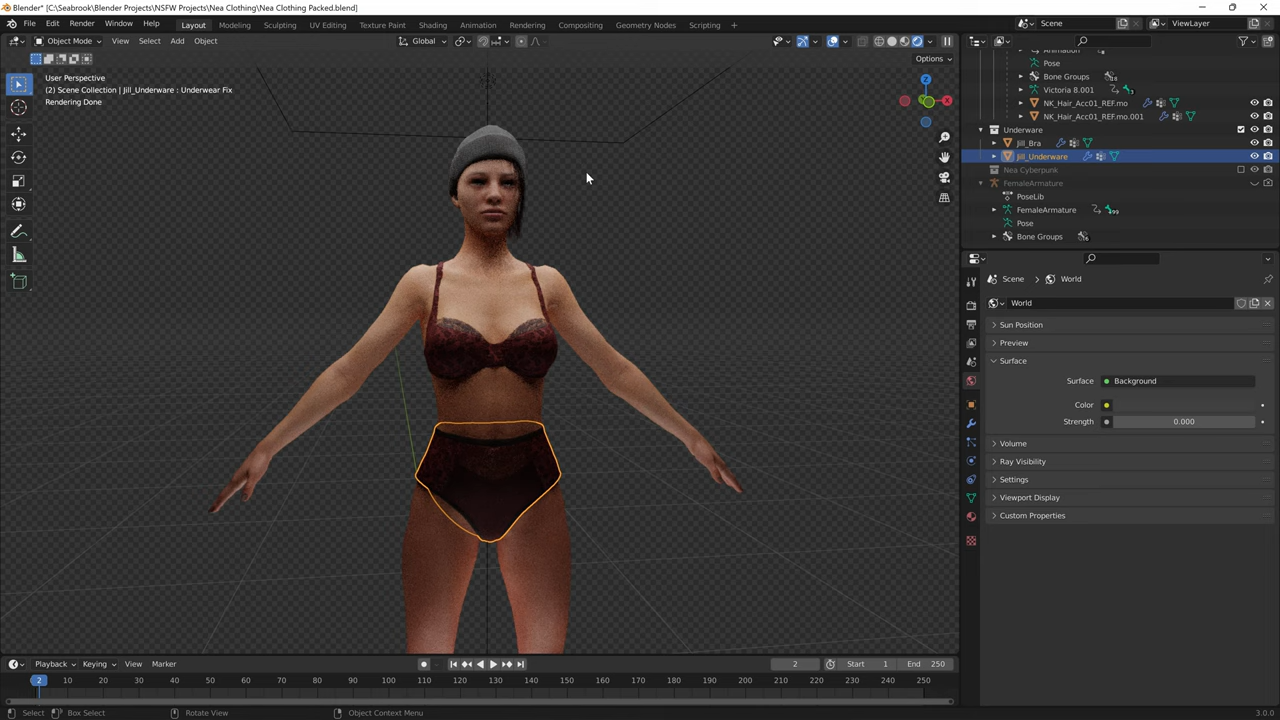 Blender* [C:\Seabrook\Blender Projects\NSFW Projects\Nea Clothing\Nea Clothing Packed.blend]
File Edit Render Window Help Layout Modeling Sculpting UV Editing Texture Paint Shading Animation Rendering Compositing Geometry Nodes Scripting + Scene ViewLayer
Object Mode View Select Add Object Global
Options
User Perspective
(2) Scene Collection | Jill_Underware : Underwear Fix
Rendering Done
X
Animation
Pose
Bone Groups
Victoria 8.001
NK_Hair_Acc01_REF.mo
NK_Hair_Acc01_REF.mo.001
Underware
Jill_Bra
Jill_Underware
Nea Cyberpunk
FemaleArmature
PoseLib
FemaleArmature
Pose
Bone Groups
Scene World
World
Sun Position
Preview
Surface
Surface Background
Color
Strength 0.000
Volume
Ray Visibility
Settings
Viewport Display
Custom Properties
Playback Keying View Marker 2 Start 1 End 250
2 10 20 30 40 50 60 70 80 90 100 110 120 130 140 150 160 170 180 190 200 210 220 230 240 250
Select Box Select Rotate View Object Context Menu 3.0.0